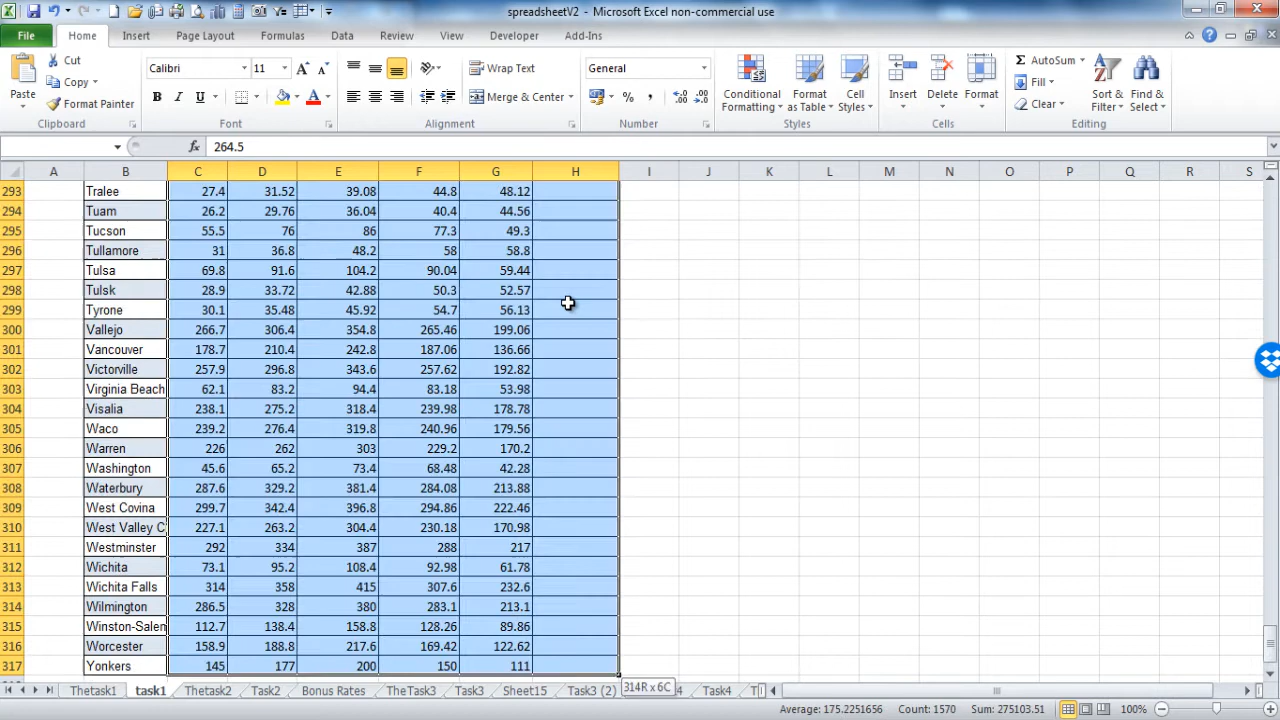 spreadsheetV2 - Microsoft Excel non-commercial use
File Home Insert Page Layout Formulas Data Review View Developer Add-Ins
Cut
Copy
Format Painter
Paste
Clipboard
Calibri 11
B I U A
Font
Wrap Text
Merge & Center
Alignment
General
%
Number
Conditional Formatting
Format as Table
Cell Styles
Styles
Insert Delete Format
Cells
AutoSum
Fill
Clear
Sort & Filter
Find & Select
Editing
fx 264.5
A B C D E F G H I J K L M N O P Q R S
293 Tralee 27.4 31.52 39.08 44.8 48.12
294 Tuam 26.2 29.76 36.04 40.4 44.56
295 Tucson 55.5 76 86 77.3 49.3
296 Tullamore 31 36.8 48.2 58 58.8
297 Tulsa 69.8 91.6 104.2 90.04 59.44
298 Tulsk 28.9 33.72 42.88 50.3 52.57
299 Tyrone 30.1 35.48 45.92 54.7 56.13
300 Vallejo 266.7 306.4 354.8 265.46 199.06
301 Vancouver 178.7 210.4 242.8 187.06 136.66
302 Victorville 257.9 296.8 343.6 257.62 192.82
303 Virginia Beach 62.1 83.2 94.4 83.18 53.98
304 Visalia 238.1 275.2 318.4 239.98 178.78
305 Waco 239.2 276.4 319.8 240.96 179.56
306 Warren 226 262 303 229.2 170.2
307 Washington 45.6 65.2 73.4 68.48 42.28
308 Waterbury 287.6 329.2 381.4 284.08 213.88
309 West Covina 299.7 342.4 396.8 294.86 222.46
310 West Valley C 227.1 263.2 304.4 230.18 170.98
311 Westminster 292 334 387 288 217
312 Wichita 73.1 95.2 108.4 92.98 61.78
313 Wichita Falls 314 358 415 307.6 232.6
314 Wilmington 286.5 328 380 283.1 213.1
315 Winston-Salem 112.7 138.4 158.8 128.26 89.86
316 Worcester 158.9 188.8 217.6 169.42 122.62
317 Yonkers 145 177 200 150 111
Thetask1 task1 Thetask2 Task2 Bonus Rates TheTask3 Task3 Sheet15 Task3 (2) 314R x 6C 4 Task4 T
Average: 175.2251656 Count: 1570 Sum: 275103.51 100%